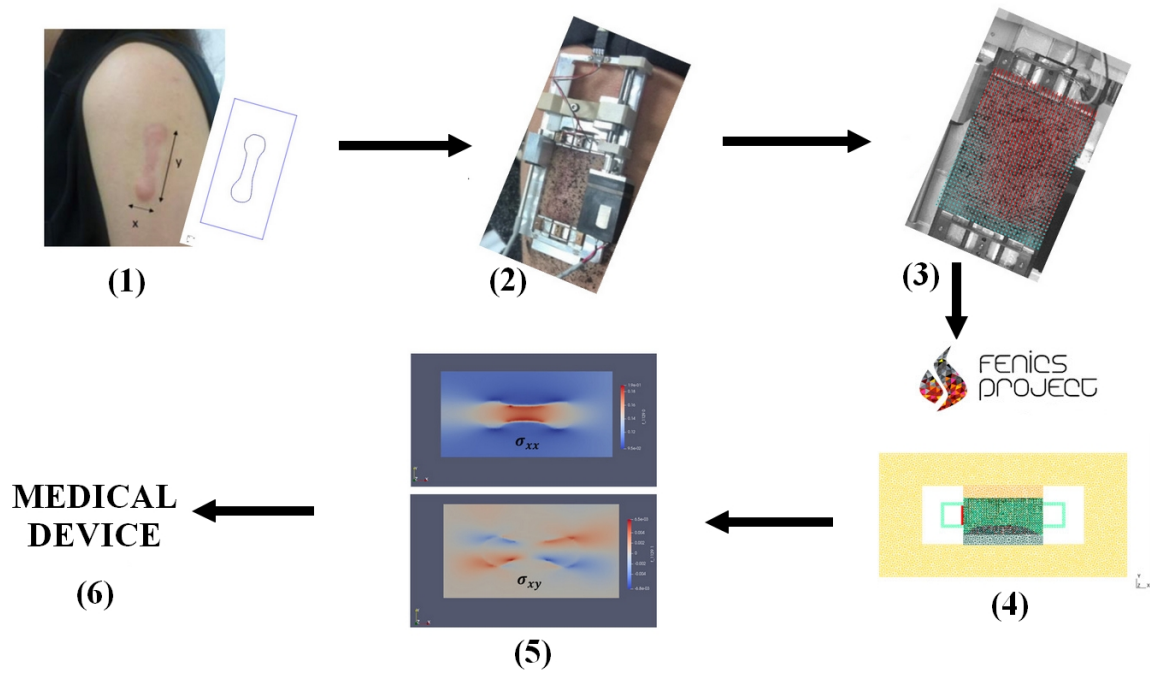 y
x
(1)
(2)
(3)
FENICS
PROJECT
σxx
σxy
(5)
(4)
MEDICAL
DEVICE
(6)